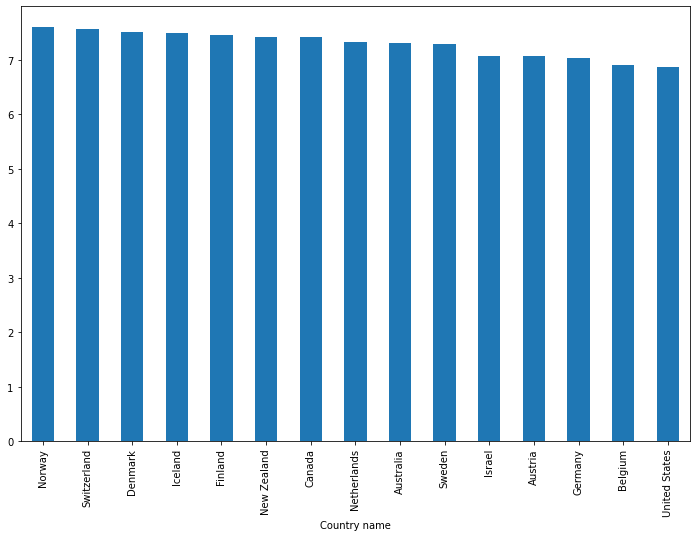 7
6
5
4
3
2
1
0
Norway
Switzerland
Denmark
Iceland
Finland
New Zealand
Canada
Netherlands
Australia
Sweden
Israel
Austria
Germany
Belgium
United States
Country name